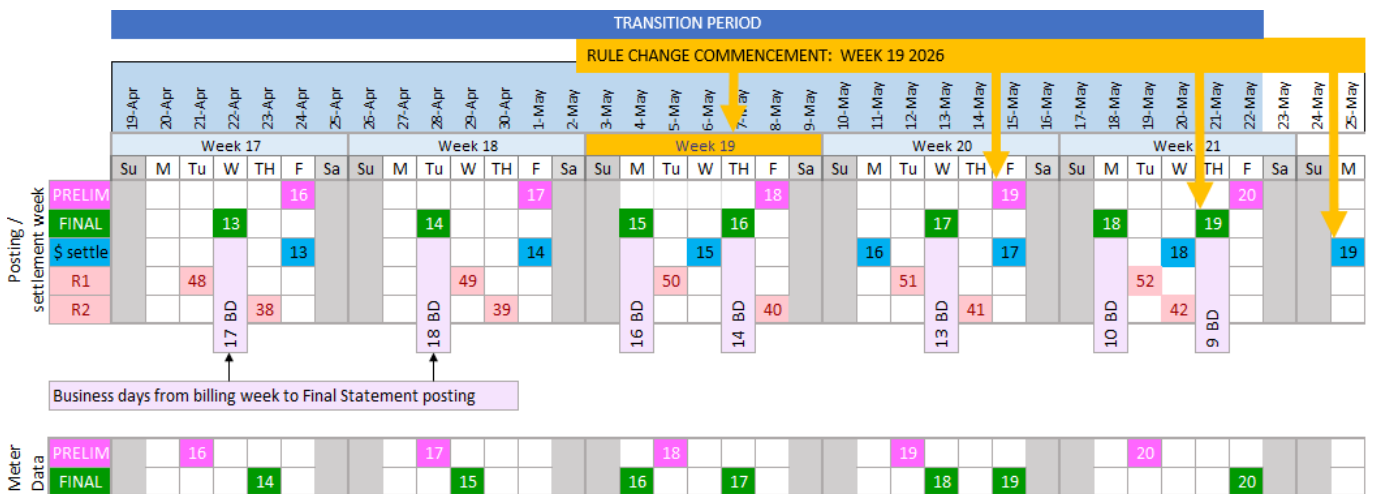 TRANSITION PERIOD
RULE CHANGE COMMENCEMENT: WEEK 19 2026
19-Apr 20-Apr 21-Apr 22-Apr 23-Apr 24-Apr 25-Apr 26-Apr 27-Apr 28-Apr 29-Apr 30-Apr 1-May 2-May 3-May 4-May 5-May 6-May 7-May 8-May 9-May 10-May 11-May 12-May 13-May 14-May 15-May 16-May 17-May 18-May 19-May 20-May 21-May 22-May 23-May 24-May 25-May
Week 17 Week 18 Week 19 Week 20 Week 21
Su M Tu W TH F Sa Su M Tu W TH F Sa Su M Tu W TH F Sa Su M Tu W TH F Sa Su M Tu W TH F Sa Su M
Posting / settlement week
PRELIM 16 17 18 19 20
FINAL 13 14 15 16 17 18 19
$ settle 13 14 15 16 17 18 19
R1 48 49 50 51 52
R2 38 39 40 41 42
17 BD 18 BD 16 BD 14 BD 13 BD 10 BD 9 BD
Business days from billing week to Final Statement posting
Meter Data
PRELIM 16 17 18 19 20
FINAL 14 15 16 17 18 19 20